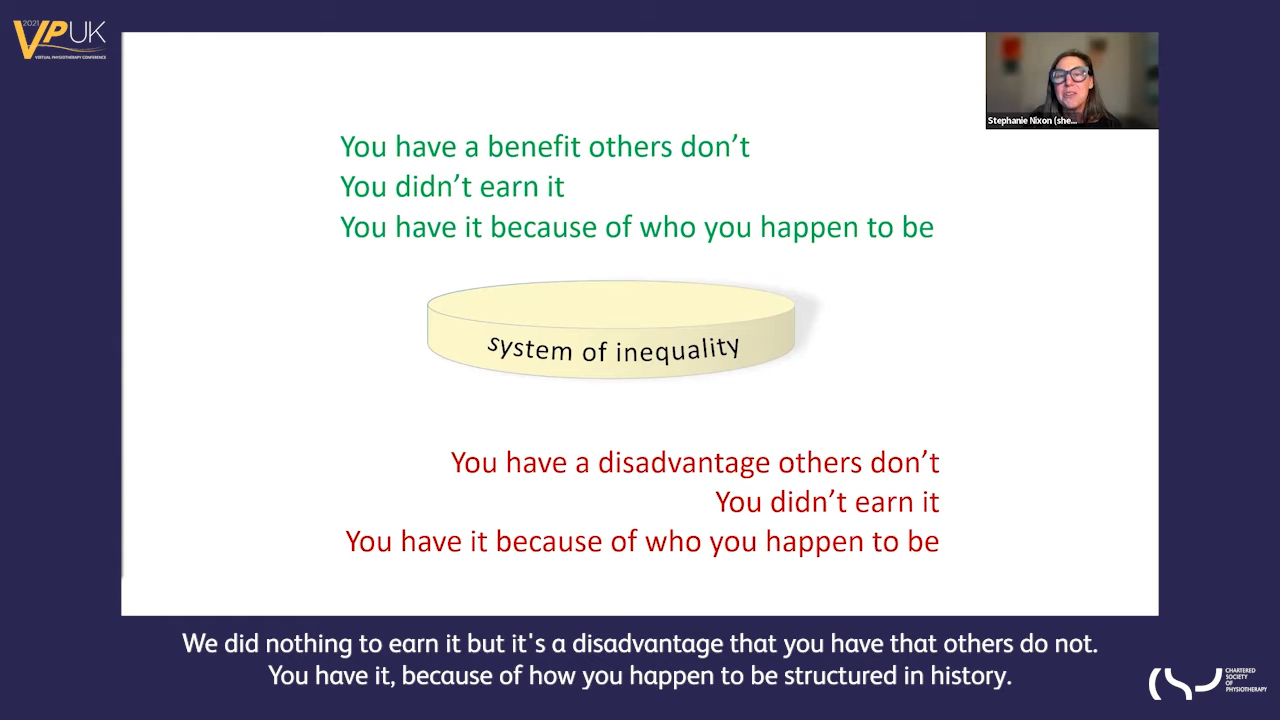 2021
VPUK
VIRTUAL PHYSIOTHERAPY CONFERENCE
Stephanie Nixon (she...
You have a benefit others don’t
You didn’t earn it
You have it because of who you happen to be
system of inequality
You have a disadvantage others don’t
You didn’t earn it
You have it because of who you happen to be
We did nothing to earn it but it's a disadvantage that you have that others do not.
You have it, because of how you happen to be structured in history.
CHARTERED
SOCIETY
OF
PHYSIOTHERAPY